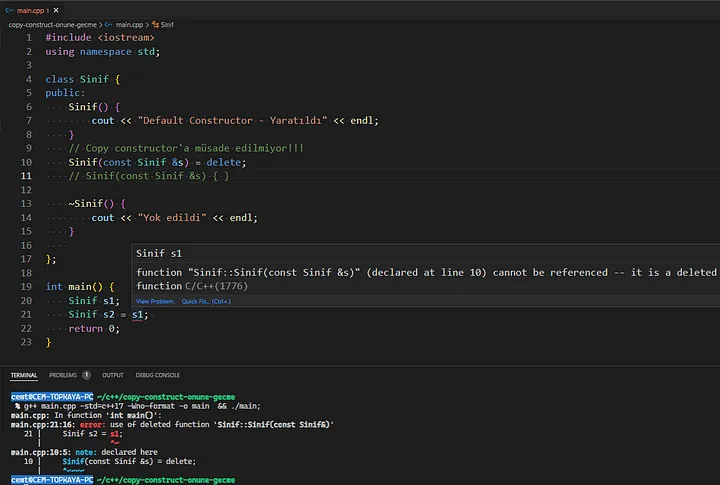 main.cpp 1 ×
copy-construct-onune-gecme > main.cpp > Sinif
1 #include <iostream>
2 using namespace std;
3
4 class Sinif {
5 public:
6 Sinif() {
7 cout << "Default Constructor - Yaratıldı" << endl;
8 }
9 // Copy constructor'a müsade edilmiyor!!!
10 Sinif(const Sinif &s) = delete;
11 // Sinif(const Sinif &s) { }
12
13 ~Sinif() {
14 cout << "Yok edildi" << endl;
15 }
16
17 };
18
19 int main() {
20 Sinif s1;
21 Sinif s2 = s1;
22 return 0;
23 }
Sinif s1
function "Sinif::Sinif(const Sinif &s)" (declared at line 10) cannot be referenced -- it is a deleted
function C/C++(1776)
View Problem Quick Fix... (Ctrl+.)
TERMINAL PROBLEMS 1 OUTPUT DEBUG CONSOLE
cemt@CEM-TOPKAYA-PC ~/c++/copy-construct-onune-gecme
% g++ main.cpp -std=c++17 -Wno-format -o main && ./main;
main.cpp: In function 'int main()':
main.cpp:21:16: error: use of deleted function 'Sinif::Sinif(const Sinif&)'
21 | Sinif s2 = s1;
| ^~
main.cpp:10:5: note: declared here
10 | Sinif(const Sinif &s) = delete;
| ^~~~~
cemt@CEM-TOPKAYA-PC ~/c++/copy-construct-onune-gecme